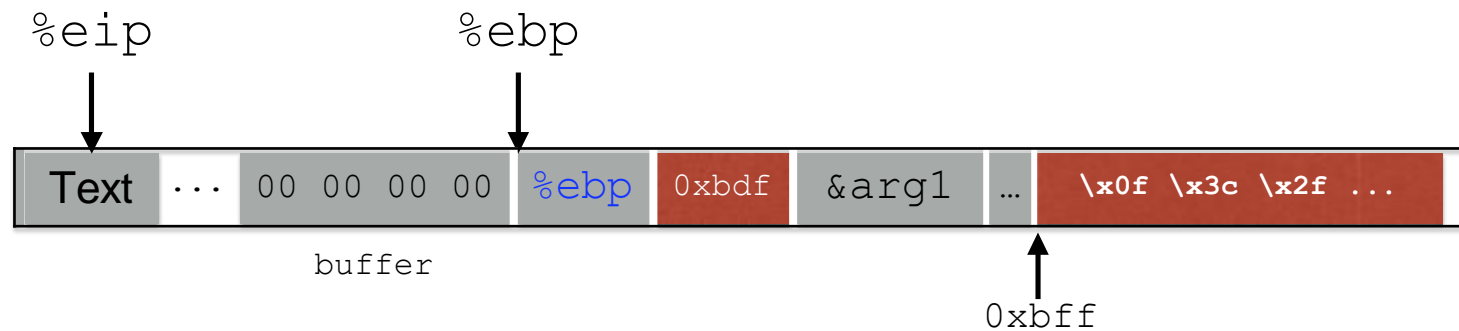 %eip %ebp
Text ... 00 00 00 00 %ebp 0xbdf &arg1 … \x0f \x3c \x2f ...
buffer
0xbff